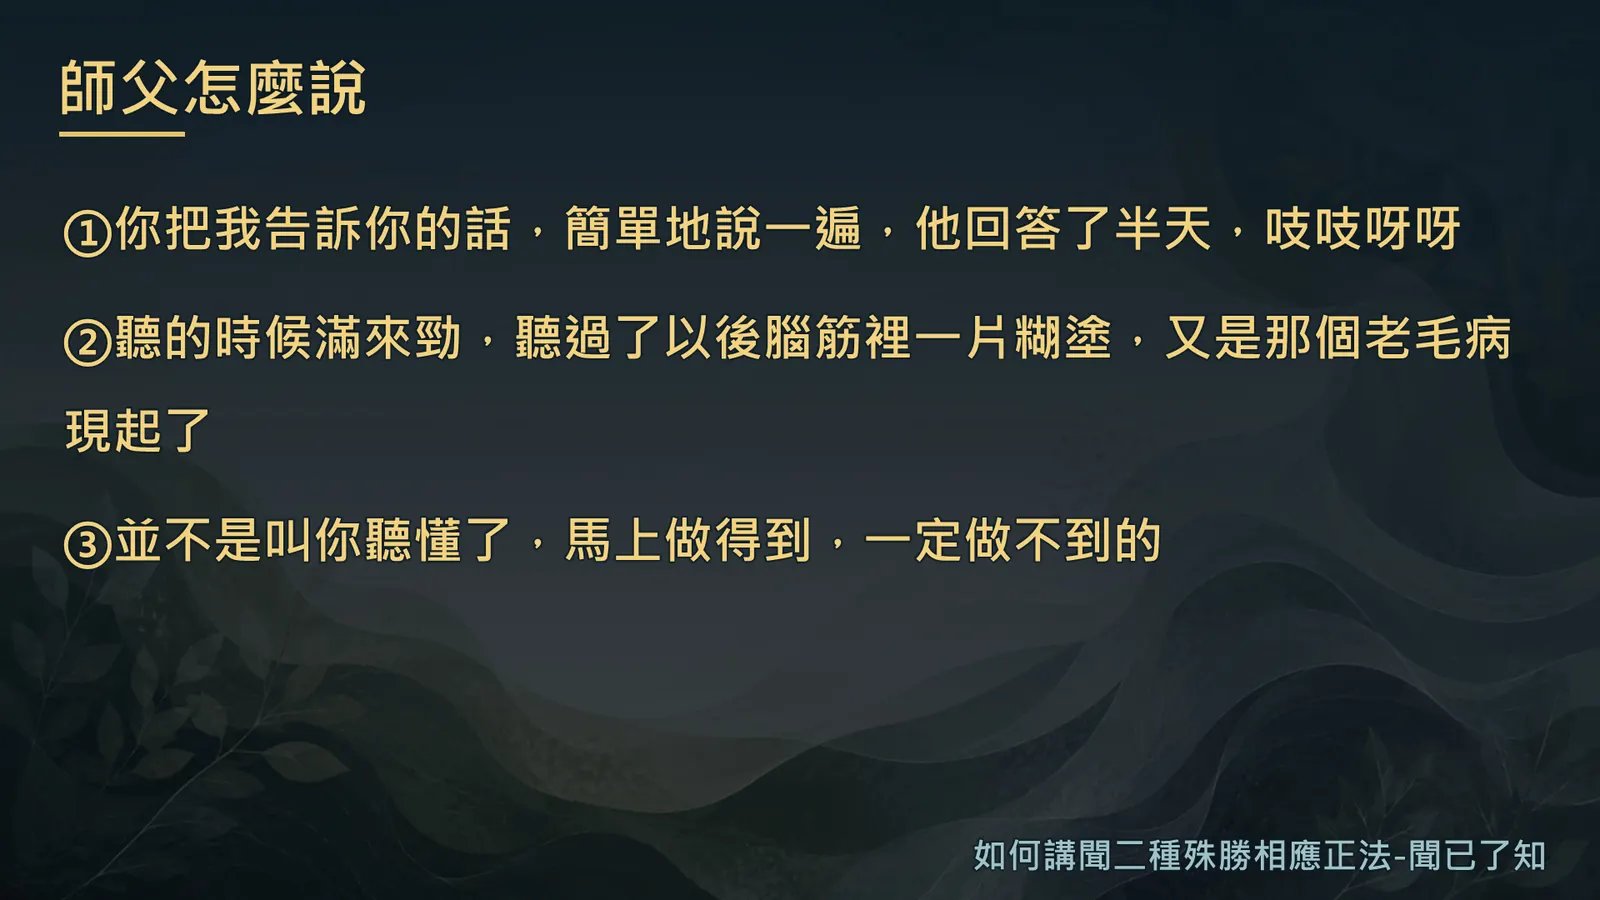 師父怎麼說
①你把我告訴你的話，簡單地說一遍，他回答了半天，吱吱呀呀
②聽的時候滿來勁，聽過了以後腦筋裡一片糊塗，又是那個老毛病
現起了
③並不是叫你聽懂了，馬上做得到，一定做不到的
如何講聞二種殊勝相應正法-聞已了知